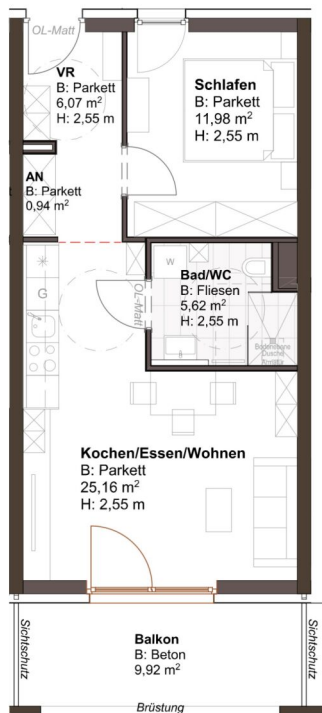 OL-Matt
VR
B: Parkett
6,07 m²
H: 2,55 m
Schlafen
B: Parkett
11,98 m²
H: 2,55 m
AN
B: Parkett
0,94 m²
W
Bad/WC
B: Fliesen
5,62 m²
H: 2,55 m
G
OL-Matt
Dusche
Kochen/Essen/Wohnen
B: Parkett
25,16 m²
H: 2,55 m
Sichtschutz
Balkon
B: Beton
9,92 m²
Sichtschutz
Brüstung